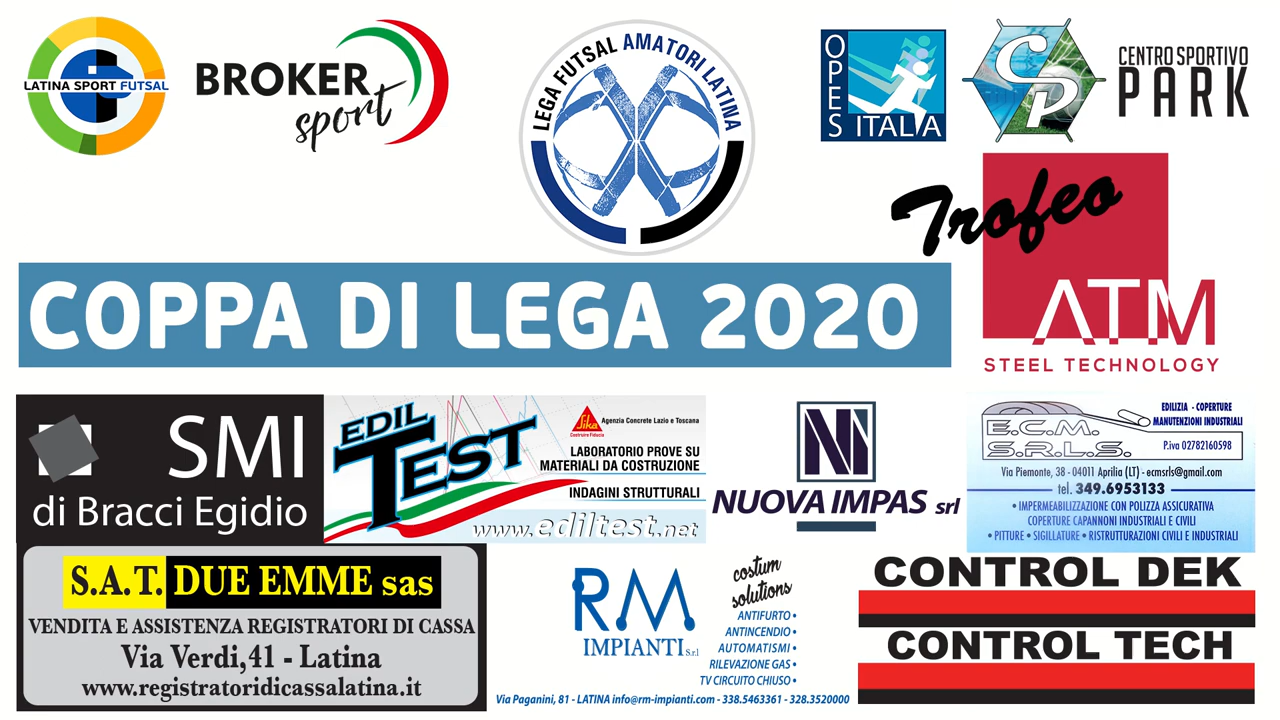 LATINA SPORT FUTSAL
BROKER
sport
LEGA FUTSAL AMATORI LATINA
OPES
ITALIA
CP
CENTRO SPORTIVO
PARK
Trofeo
ATM
STEEL TECHNOLOGY
COPPA DI LEGA 2020
SMI
di Bracci Egidio
EDIL
TEST
Sika
Costruire Fiducia
Agenzia Concrete Lazio e Toscana
LABORATORIO PROVE SU
MATERIALI DA COSTRUZIONE
INDAGINI STRUTTURALI
www.ediltest.net
NI
NUOVA IMPAS srl
E.C.M.
S.R.L.S.
EDILIZIA - COPERTURE
MANUTENZIONI INDUSTRIALI
P.iva 02782160598
Via Piemonte, 38 - 04011 Aprilia (LT) - ecmsrls@gmail.com
tel. 349.6953133
• IMPERMEABILIZZAZIONE CON POLIZZA ASSICURATIVA
COPERTURE CAPANNONI INDUSTRIALI E CIVILI
• PITTURE • SIGILLATURE • RISTRUTTURAZIONI CIVILI E INDUSTRIALI
S.A.T. DUE EMME sas
VENDITA E ASSISTENZA REGISTRATORI DI CASSA
Via Verdi,41 - Latina
www.registratoridicassalatina.it
RM
IMPIANTI S.r.l
costum
solutions
ANTIFURTO •
ANTINCENDIO •
AUTOMATISMI •
RILEVAZIONE GAS •
TV CIRCUITO CHIUSO •
Via Paganini, 81 - LATINA info@rm-impianti.com - 338.5463361 - 328.3520000
CONTROL DEK
CONTROL TECH